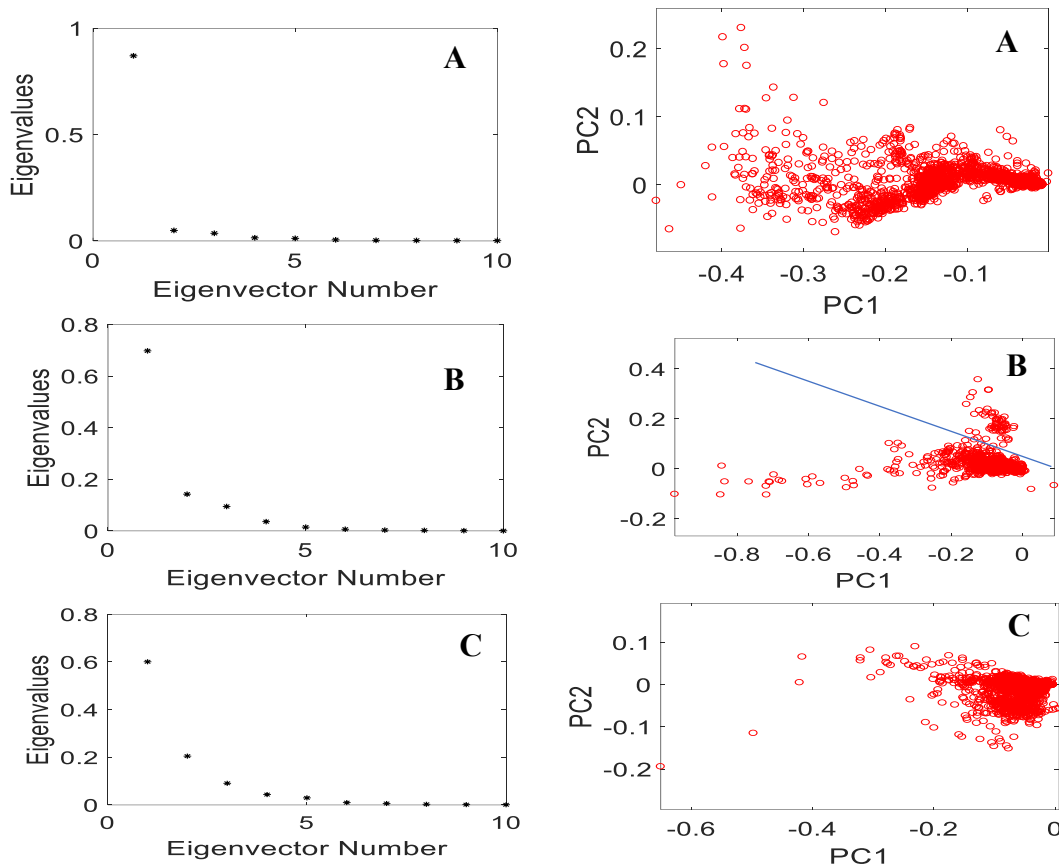 1
0.5
0
Eigenvalues
A
0 5 10
Eigenvector Number
0.2
0.1
0
PC2
A
-0.4 -0.3 -0.2 -0.1
PC1
0.8
0.6
0.4
0.2
0
Eigenvalues
B
0 5 10
Eigenvector Number
0.4
0.2
0
-0.2
PC2
B
-0.8 -0.6 -0.4 -0.2 0
PC1
0.8
0.6
0.4
0.2
0
Eigenvalues
C
0 5 10
Eigenvector Number
0.1
0
-0.1
-0.2
PC2
C
-0.6 -0.4 -0.2 0
PC1